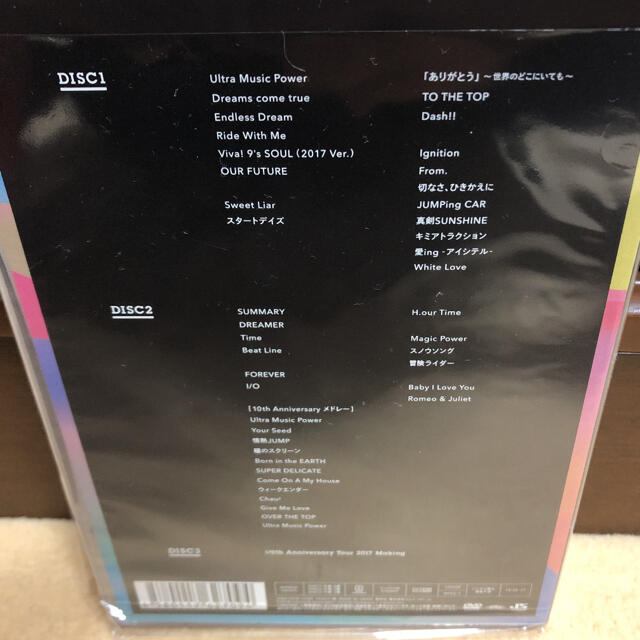 DISC1
Ultra Music Power
Dreams come true
Endless Dream
Ride With Me
Viva! 9's SOUL (2017 Ver.)
OUR FUTURE
Sweet Liar
スタートデイズ
「ありがとう」～世界のどこにいても～
TO THE TOP
Dash!!
Ignition
From.
切なさ、ひきかえに
JUMPing CAR
真剣SUNSHINE
キミアトラクション
愛ing -アイシテル-
White Love
DISC2
SUMMARY
DREAMER
Time
Beat Line
FOREVER
I/O
[10th Anniversary メドレー]
Ultra Music Power
Your Seed
情熱JUMP
瞳のスクリーン
Born in the EARTH
SUPER DELICATE
Come On A My House
ウィークエンダー
Chau♪
Give Me Love
OVER THE TOP
Ultra Music Power
H.our Time
Magic Power
スノウソング
冒険ライダー
Baby I Love You
Romeo & Juliet
DISC3
I/Oth Anniversary Tour 2017 Making
DVD